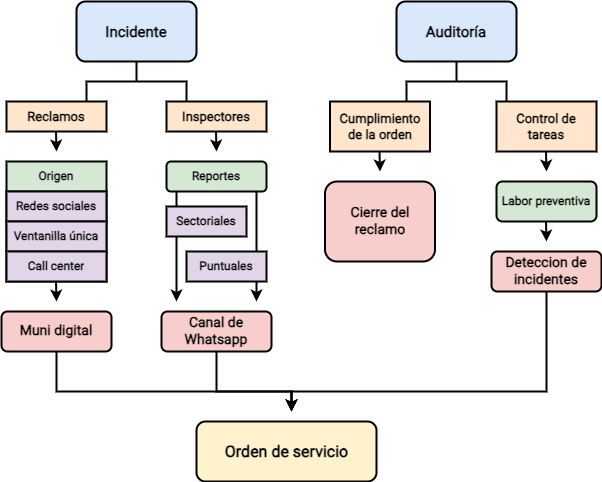 Incidente
Auditoría
Reclamos
Inspectores
Cumplimiento
de la orden
Control de
tareas
Origen
Reportes
Redes sociales
Sectoriales
Ventanilla única
Call center
Puntuales
Cierre del
reclamo
Labor preventiva
Deteccion de
incidentes
Muni digital
Canal de
Whatsapp
Orden de servicio